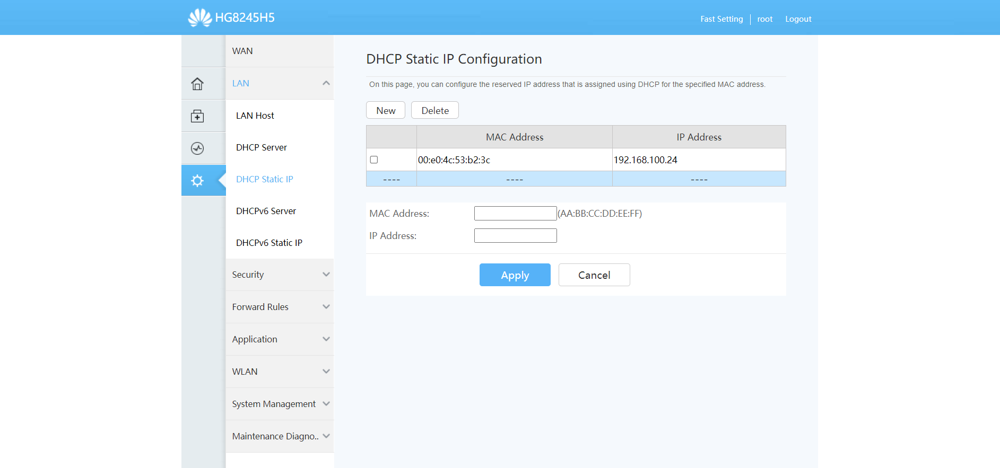 HG8245H5
Fast Setting root Logout
WAN
LAN
LAN Host
DHCP Server
DHCP Static IP
DHCPv6 Server
DHCPv6 Static IP
Security
Forward Rules
Application
WLAN
System Management
Maintenance Diagno..
DHCP Static IP Configuration
On this page, you can configure the reserved IP address that is assigned using DHCP for the specified MAC address.
New Delete
MAC Address IP Address
00:e0:4c:53:b2:3c 192.168.100.24
---- ---- ----
MAC Address: (AA:BB:CC:DD:EE:FF)
IP Address:
Apply Cancel